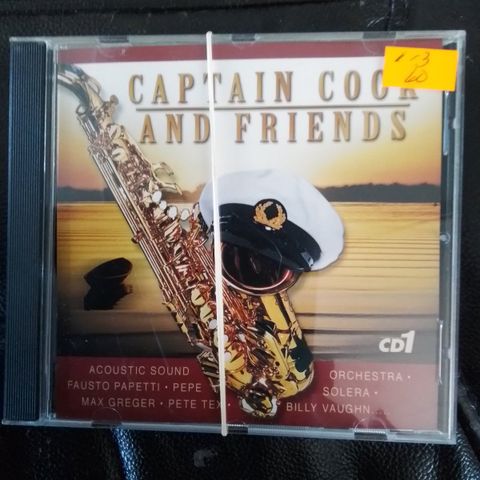 CAPTAIN COOK
AND FRIENDS
CD1
ACOUSTIC SOUND ORCHESTRA •
FAUSTO PAPETTI • PEPE SOLERA •
MAX GREGER • PETE TEX • BILLY VAUGHN....